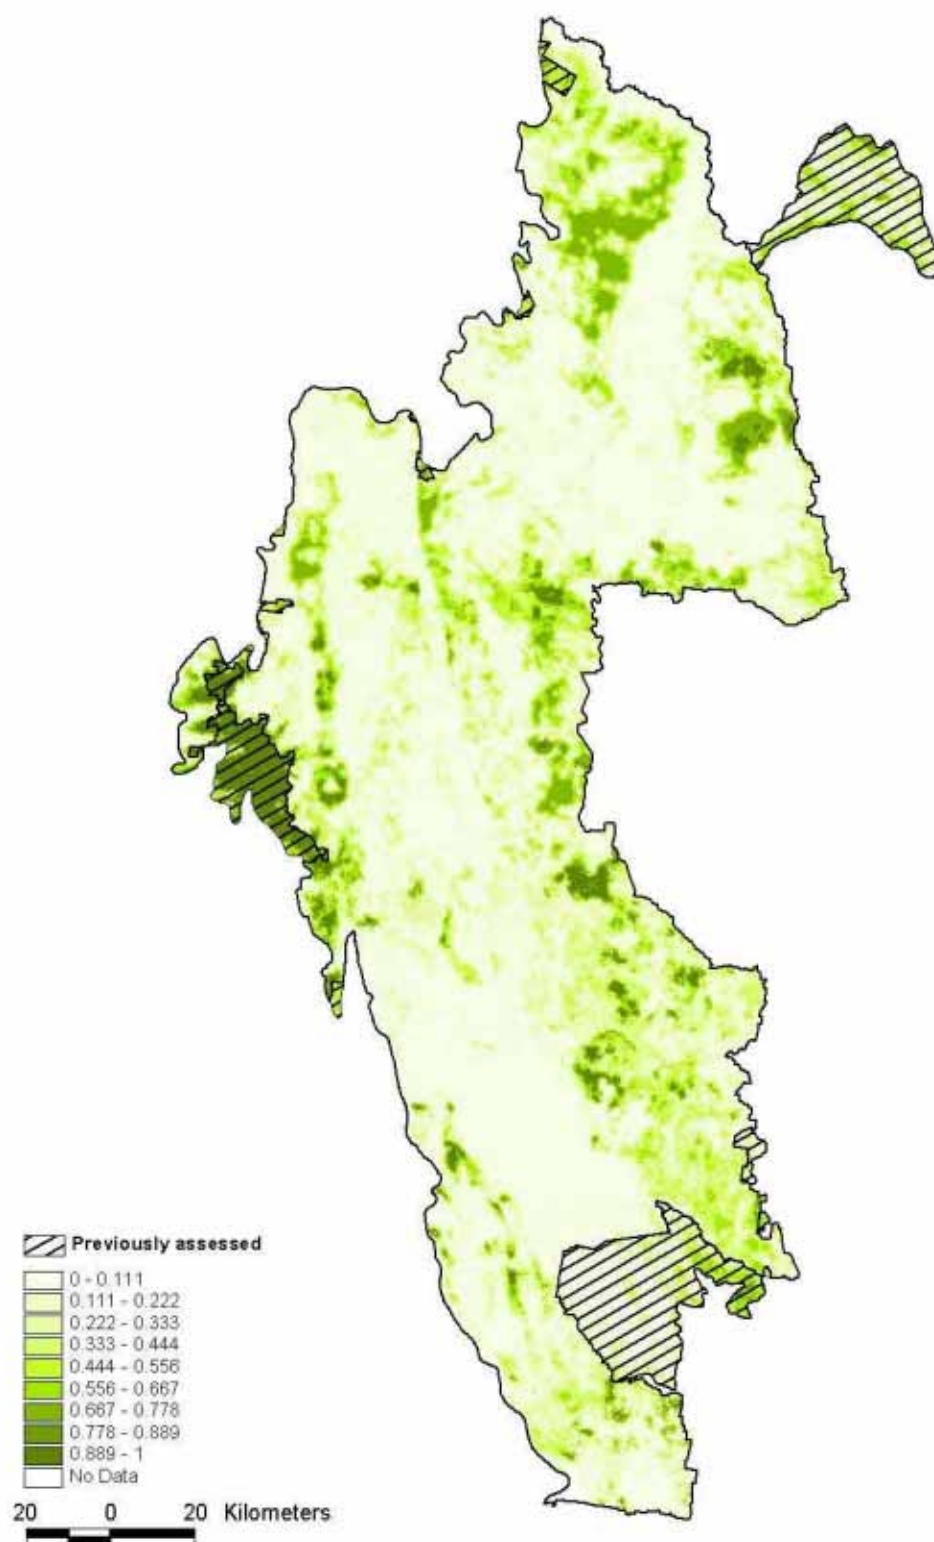 Previously assessed
0 - 0.111
0.111 - 0.222
0.222 - 0.333
0.333 - 0.444
0.444 - 0.556
0.556 - 0.667
0.667 - 0.778
0.778 - 0.889
0.889 - 1
No Data
20 0 20 Kilometers